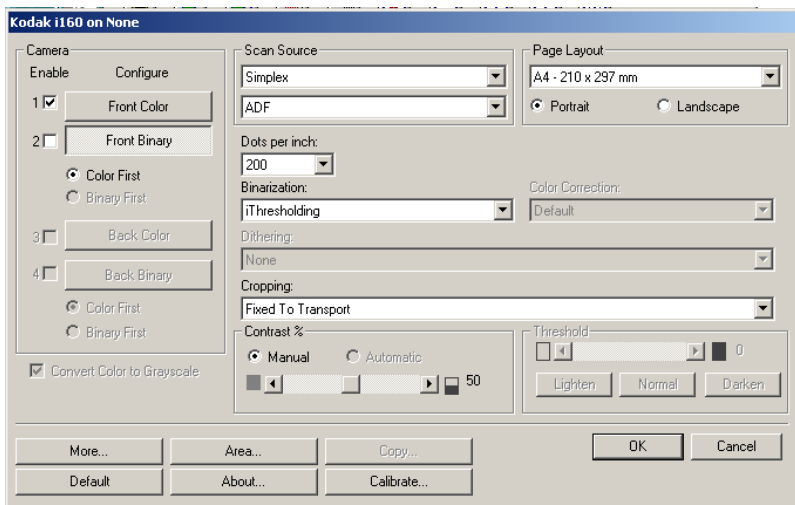 Kodak i160 on None
Camera
Enable Configure
1 Front Color
2 Front Binary
Color First
Binary First
3 Back Color
4 Back Binary
Color First
Binary First
Convert Color to Grayscale
Scan Source
Simplex
ADF
Page Layout
A4 - 210 x 297 mm
Portrait Landscape
Dots per inch:
200
Binarization:
iThresholding
Color Correction:
Default
Dithering:
None
Cropping:
Fixed To Transport
Contrast %
Manual Automatic
50
Threshold
0
Lighten Normal Darken
More... Area... Copy... OK Cancel
Default About... Calibrate...